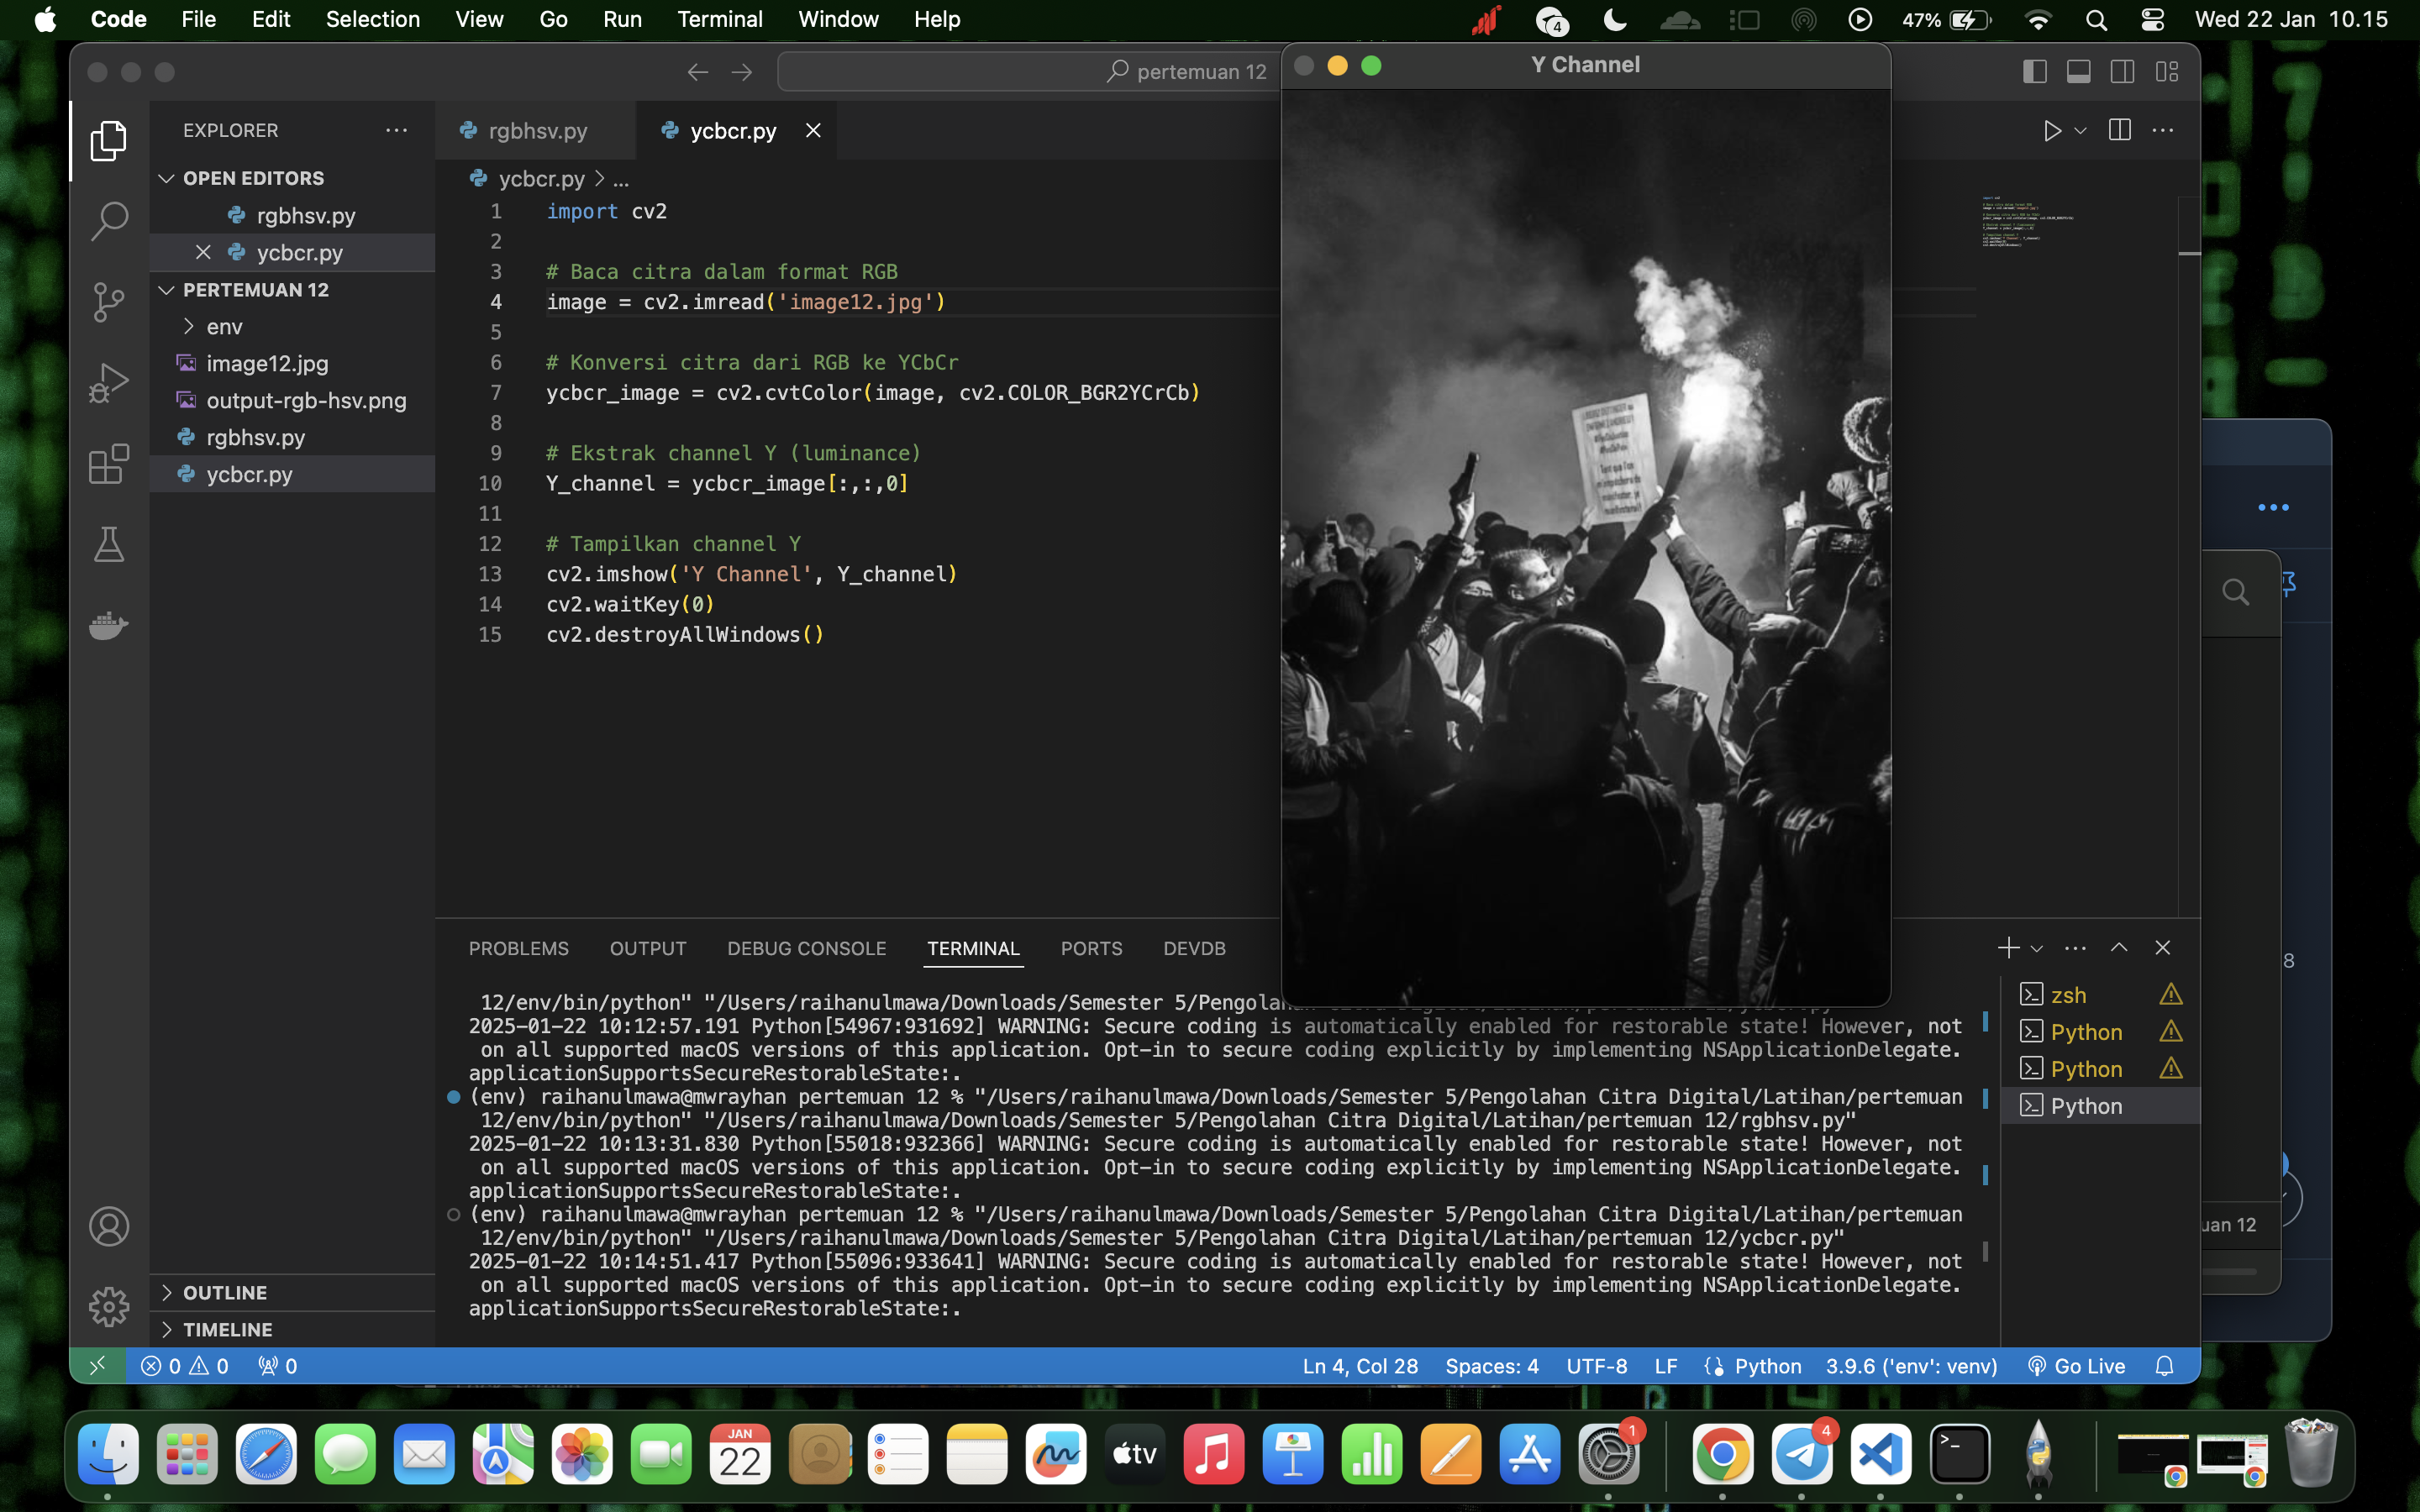 Code File Edit Selection View Go Run Terminal Window Help
4
47%
Wed 22 Jan 10.15
pertemuan 12
Y Channel
EXPLORER
OPEN EDITORS
rgbhsv.py
ycbcr.py
PERTEMUAN 12
env
image12.jpg
output-rgb-hsv.png
rgbhsv.py
ycbcr.py
OUTLINE
TIMELINE
rgbhsv.py
ycbcr.py
ycbcr.py > ...
1 import cv2
2
3 # Baca citra dalam format RGB
4 image = cv2.imread('image12.jpg')
5
6 # Konversi citra dari RGB ke YCbCr
7 ycbcr_image = cv2.cvtColor(image, cv2.COLOR_BGR2YCrCb)
8
9 # Ekstrak channel Y (luminance)
10 Y_channel = ycbcr_image[:,:,0]
11
12 # Tampilkan channel Y
13 cv2.imshow('Y Channel', Y_channel)
14 cv2.waitKey(0)
15 cv2.destroyAllWindows()
PROBLEMS OUTPUT DEBUG CONSOLE TERMINAL PORTS DEVDB
12/env/bin/python" "/Users/raihanulmawa/Downloads/Semester 5/Pengolahan Citra Digital/Latihan/pertemuan 12/ycbcr.py"
2025-01-22 10:12:57.191 Python[54967:931692] WARNING: Secure coding is automatically enabled for restorable state! However, not
on all supported macOS versions of this application. Opt-in to secure coding explicitly by implementing NSApplicationDelegate.
applicationSupportsSecureRestorableState:.
(env) raihanulmawa@mwrayhan pertemuan 12 % "/Users/raihanulmawa/Downloads/Semester 5/Pengolahan Citra Digital/Latihan/pertemuan
12/env/bin/python" "/Users/raihanulmawa/Downloads/Semester 5/Pengolahan Citra Digital/Latihan/pertemuan 12/rgbhsv.py"
2025-01-22 10:13:31.830 Python[55018:932366] WARNING: Secure coding is automatically enabled for restorable state! However, not
on all supported macOS versions of this application. Opt-in to secure coding explicitly by implementing NSApplicationDelegate.
applicationSupportsSecureRestorableState:.
(env) raihanulmawa@mwrayhan pertemuan 12 % "/Users/raihanulmawa/Downloads/Semester 5/Pengolahan Citra Digital/Latihan/pertemuan
12/env/bin/python" "/Users/raihanulmawa/Downloads/Semester 5/Pengolahan Citra Digital/Latihan/pertemuan 12/ycbcr.py"
2025-01-22 10:14:51.417 Python[55096:933641] WARNING: Secure coding is automatically enabled for restorable state! However, not
on all supported macOS versions of this application. Opt-in to secure coding explicitly by implementing NSApplicationDelegate.
applicationSupportsSecureRestorableState:.
zsh
Python
Python
Python
8
uan 12
0 0 0
Ln 4, Col 28 Spaces: 4 UTF-8 LF Python 3.9.6 ('env': venv) Go Live
JAN
22
tv
1
4